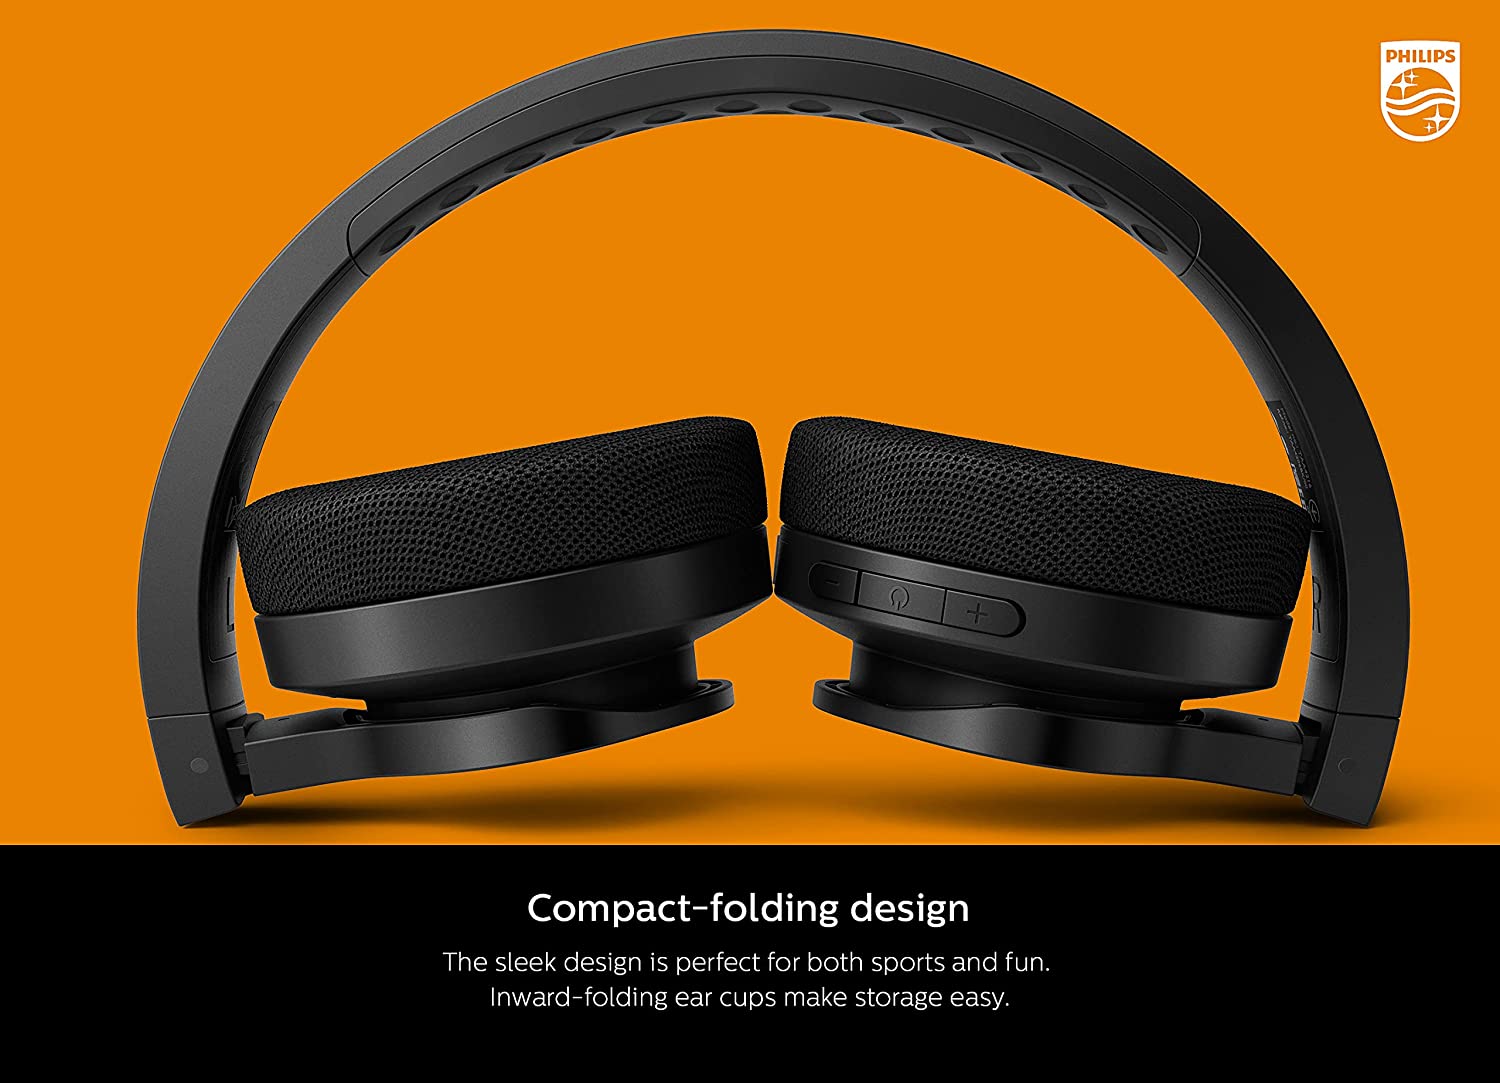 PHILIPS
L
R
Compact-folding design
The sleek design is perfect for both sports and fun.
Inward-folding ear cups make storage easy.